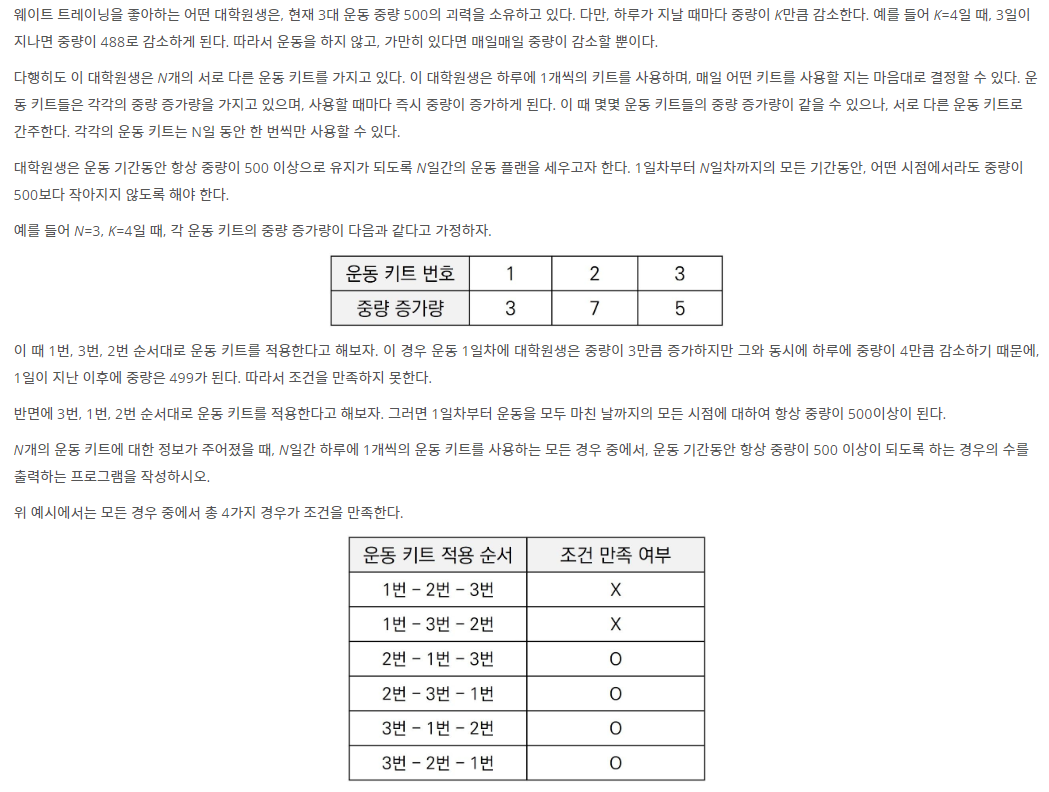 웨이트 트레이닝을 좋아하는 어떤 대학원생은, 현재 3대 운동 중량 500의 괴력을 소유하고 있다. 다만, 하루가 지날 때마다 중량이 K만큼 감소한다. 예를 들어 K=4일 때, 3일이
지나면 중량이 488로 감소하게 된다. 따라서 운동을 하지 않고, 가만히 있다면 매일매일 중량이 감소할 뿐이다.
다행히도 이 대학원생은 N개의 서로 다른 운동 키트를 가지고 있다. 이 대학원생은 하루에 1개씩의 키트를 사용하며, 매일 어떤 키트를 사용할 지는 마음대로 결정할 수 있다. 운
동 키트들은 각각의 중량 증가량을 가지고 있으며, 사용할 때마다 즉시 중량이 증가하게 된다. 이 때 몇몇 운동 키트들의 중량 증가량이 같을 수 있으나, 서로 다른 운동 키트로
간주한다. 각각의 운동 키트는 N일 동안 한 번씩만 사용할 수 있다.
대학원생은 운동 기간동안 항상 중량이 500 이상으로 유지가 되도록 N일간의 운동 플랜을 세우고자 한다. 1일차부터 N일차까지의 모든 기간동안, 어떤 시점에서라도 중량이
500보다 작아지지 않도록 해야 한다.
예를 들어 N=3, K=4일 때, 각 운동 키트의 중량 증가량이 다음과 같다고 가정하자.
운동 키트 번호 1 2 3
중량 증가량 3 7 5
이 때 1번, 3번, 2번 순서대로 운동 키트를 적용한다고 해보자. 이 경우 운동 1일차에 대학원생은 중량이 3만큼 증가하지만 그와 동시에 하루에 중량이 4만큼 감소하기 때문에,
1일이 지난 이후에 중량은 499가 된다. 따라서 조건을 만족하지 못한다.
반면에 3번, 1번, 2번 순서대로 운동 키트를 적용한다고 해보자. 그러면 1일차부터 운동을 모두 마친 날까지의 모든 시점에 대하여 항상 중량이 500이상이 된다.
N개의 운동 키트에 대한 정보가 주어졌을 때, N일간 하루에 1개씩의 운동 키트를 사용하는 모든 경우 중에서, 운동 기간동안 항상 중량이 500 이상이 되도록 하는 경우의 수를
출력하는 프로그램을 작성하시오.
위 예시에서는 모든 경우 중에서 총 4가지 경우가 조건을 만족한다.
운동 키트 적용 순서 조건 만족 여부
1번 – 2번 – 3번 X
1번 – 3번 – 2번 X
2번 – 1번 – 3번 O
2번 – 3번 – 1번 O
3번 – 1번 – 2번 O
3번 – 2번 – 1번 O